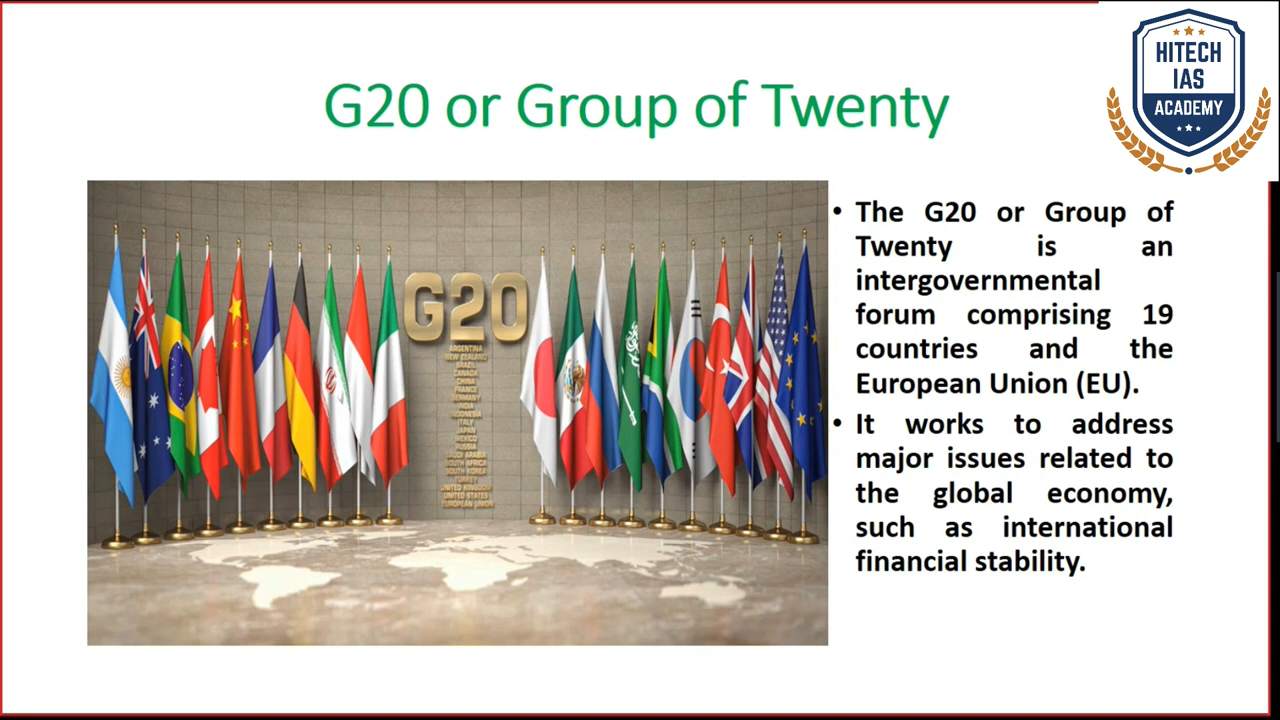 HITECH
IAS
ACADEMY
G20 or Group of Twenty
G20
ARGENTINA
NEW ZEALAND
BRAZIL
CANADA
CHINA
FRANCE
GERMANY
INDIA
INDONESIA
ITALY
JAPAN
MEXICO
RUSSIA
SAUDI ARABIA
SOUTH AFRICA
SOUTH KOREA
TURKEY
UNITED KINGDOM
UNITED STATES
EUROPEAN UNION
• The G20 or Group of
Twenty is an
intergovernmental
forum comprising 19
countries and the
European Union (EU).
• It works to address
major issues related to
the global economy,
such as international
financial stability.